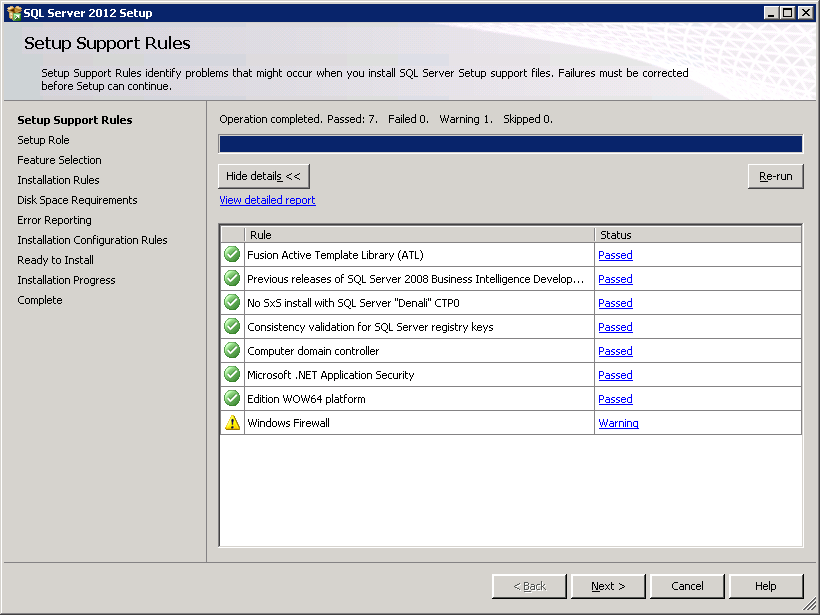 SQL Server 2012 Setup
Setup Support Rules
Setup Support Rules identify problems that might occur when you install SQL Server Setup support files. Failures must be corrected
before Setup can continue.
Setup Support Rules
Setup Role
Feature Selection
Installation Rules
Disk Space Requirements
Error Reporting
Installation Configuration Rules
Ready to Install
Installation Progress
Complete
Operation completed. Passed: 7. Failed 0. Warning 1. Skipped 0.
Hide details <<
Re-run
View detailed report
Rule Status
Fusion Active Template Library (ATL) Passed
Previous releases of SQL Server 2008 Business Intelligence Develop... Passed
No SxS install with SQL Server "Denali" CTP0 Passed
Consistency validation for SQL Server registry keys Passed
Computer domain controller Passed
Microsoft .NET Application Security Passed
Edition WOW64 platform Passed
Windows Firewall Warning
< Back Next > Cancel Help